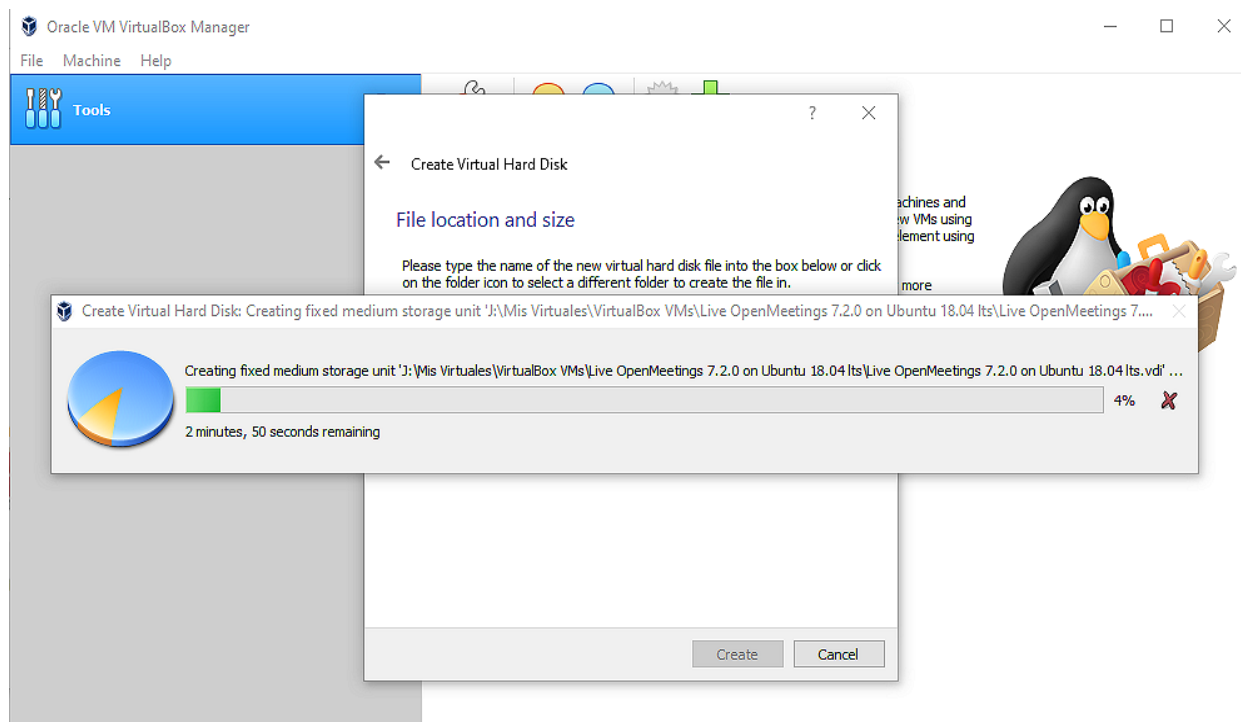 Oracle VM VirtualBox Manager
File Machine Help
Tools
?
Create Virtual Hard Disk
File location and size
achines and
ew VMs using
element using
Please type the name of the new virtual hard disk file into the box below or click
on the folder icon to select a different folder to create the file in.
more
Create Virtual Hard Disk: Creating fixed medium storage unit 'J:\Mis Virtuales\VirtualBox VMs\Live OpenMeetings 7.2.0 on Ubuntu 18.04 lts\Live OpenMeetings 7....
Creating fixed medium storage unit 'J:\Mis Virtuales\VirtualBox VMs\Live OpenMeetings 7.2.0 on Ubuntu 18.04 lts\Live OpenMeetings 7.2.0 on Ubuntu 18.04 lts.vdi' ...
4%
2 minutes, 50 seconds remaining
Create Cancel